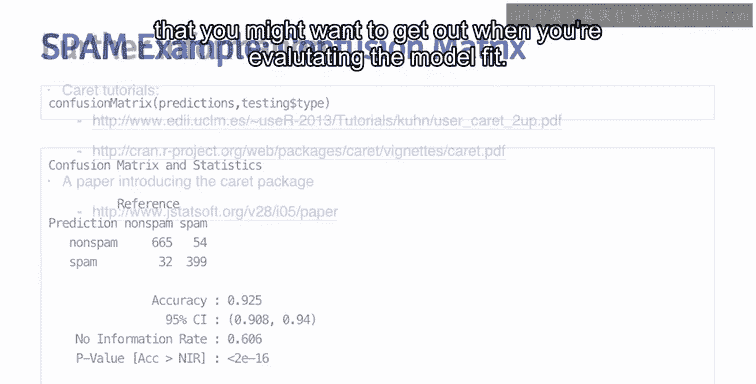 that you might want to get out when you're
evalutating the model fit.
SPAM Example: Confusion Matrix
· Caret tutorials:
confusionMatrix(predictions,testing$type)
- http://www.edii.uclm.es/~useR-2013/Tutorials/kuhn/user_caret_2up.pdf
- http://cran.r-project.org/web/packages/caret/vignettes/caret.pdf
Confusion Matrix and Statistics
· A paper introducing the caret package
Reference
- http://www.jstatsoft.org/v28/i05/paper
Prediction nonspam spam
nonspam 665 54
spam 32 399
Accuracy : 0.925
95% CI : (0.908, 0.94)
No Information Rate : 0.606
P-Value [Acc > NIR] : <2e-16